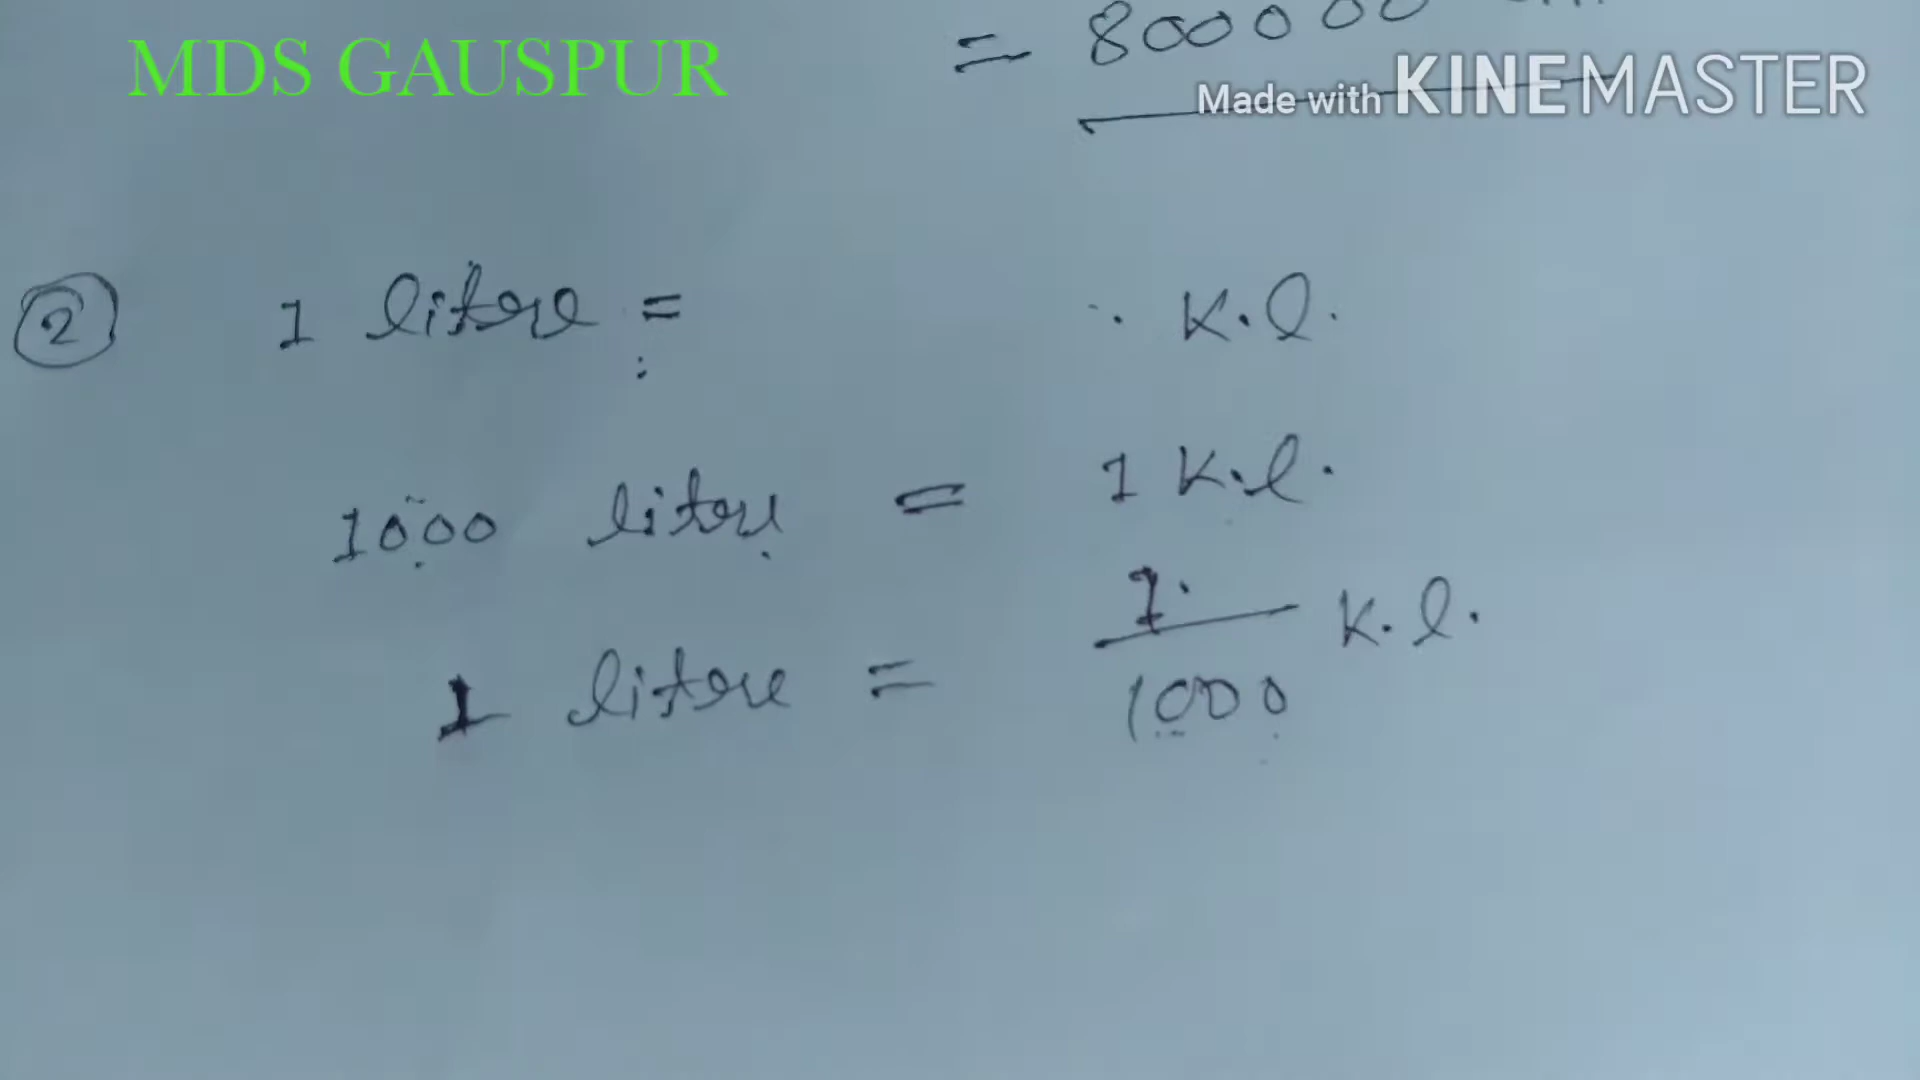 MDS GAUSPUR
= 800000
Made with KINEMASTER
2 1 litre = K.l.
1000 litre = 1 K.l.
1 litre = 1/1000 K.l.